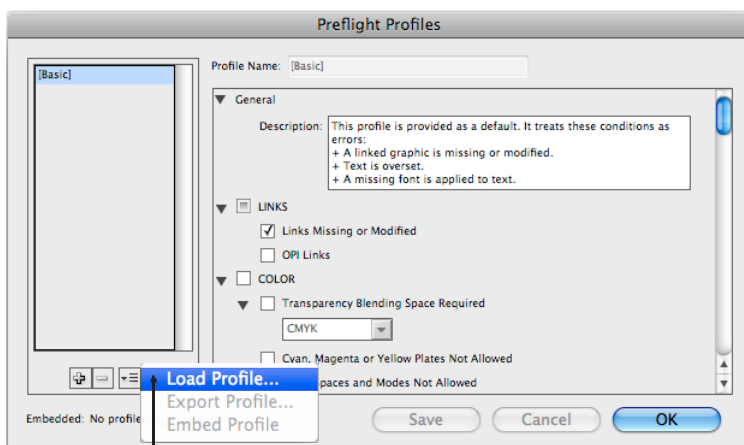 Preflight Profiles
[Basic]
Profile Name: [Basic]
General
Description: This profile is provided as a default. It treats these conditions as
errors:
+ A linked graphic is missing or modified.
+ Text is overset.
+ A missing font is applied to text.
LINKS
Links Missing or Modified
OPI Links
COLOR
Transparency Blending Space Required
CMYK
Cyan, Magenta or Yellow Plates Not Allowed
paces and Modes Not Allowed
Load Profile...
Export Profile...
Embed Profile
Embedded: No profile
Save
Cancel
OK